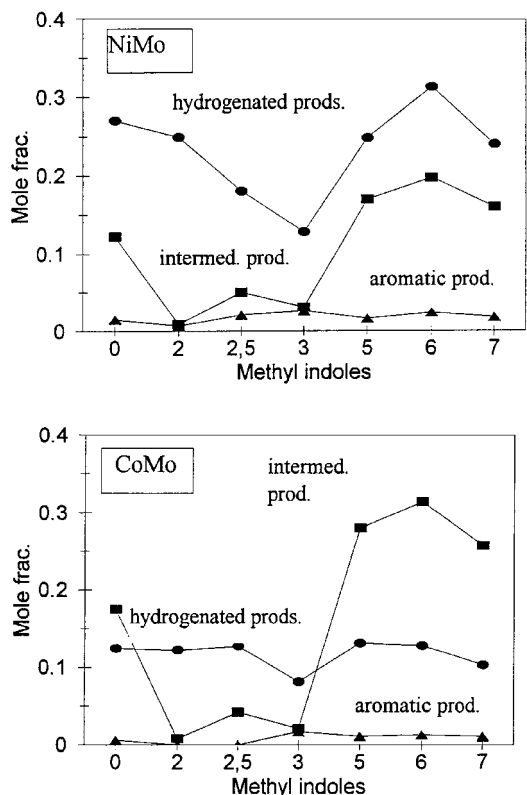 NiMo
0.4
0.3
0.2
0.1
0
Mole frac.
hydrogenated prods.
intermed. prod.
aromatic prod.
0 2 2,5 3 5 6 7
Methyl indoles
CoMo
0.4
0.3
0.2
0.1
0
Mole frac.
intermed.
prod.
hydrogenated prods.
aromatic prod.
0 2 2,5 3 5 6 7
Methyl indoles